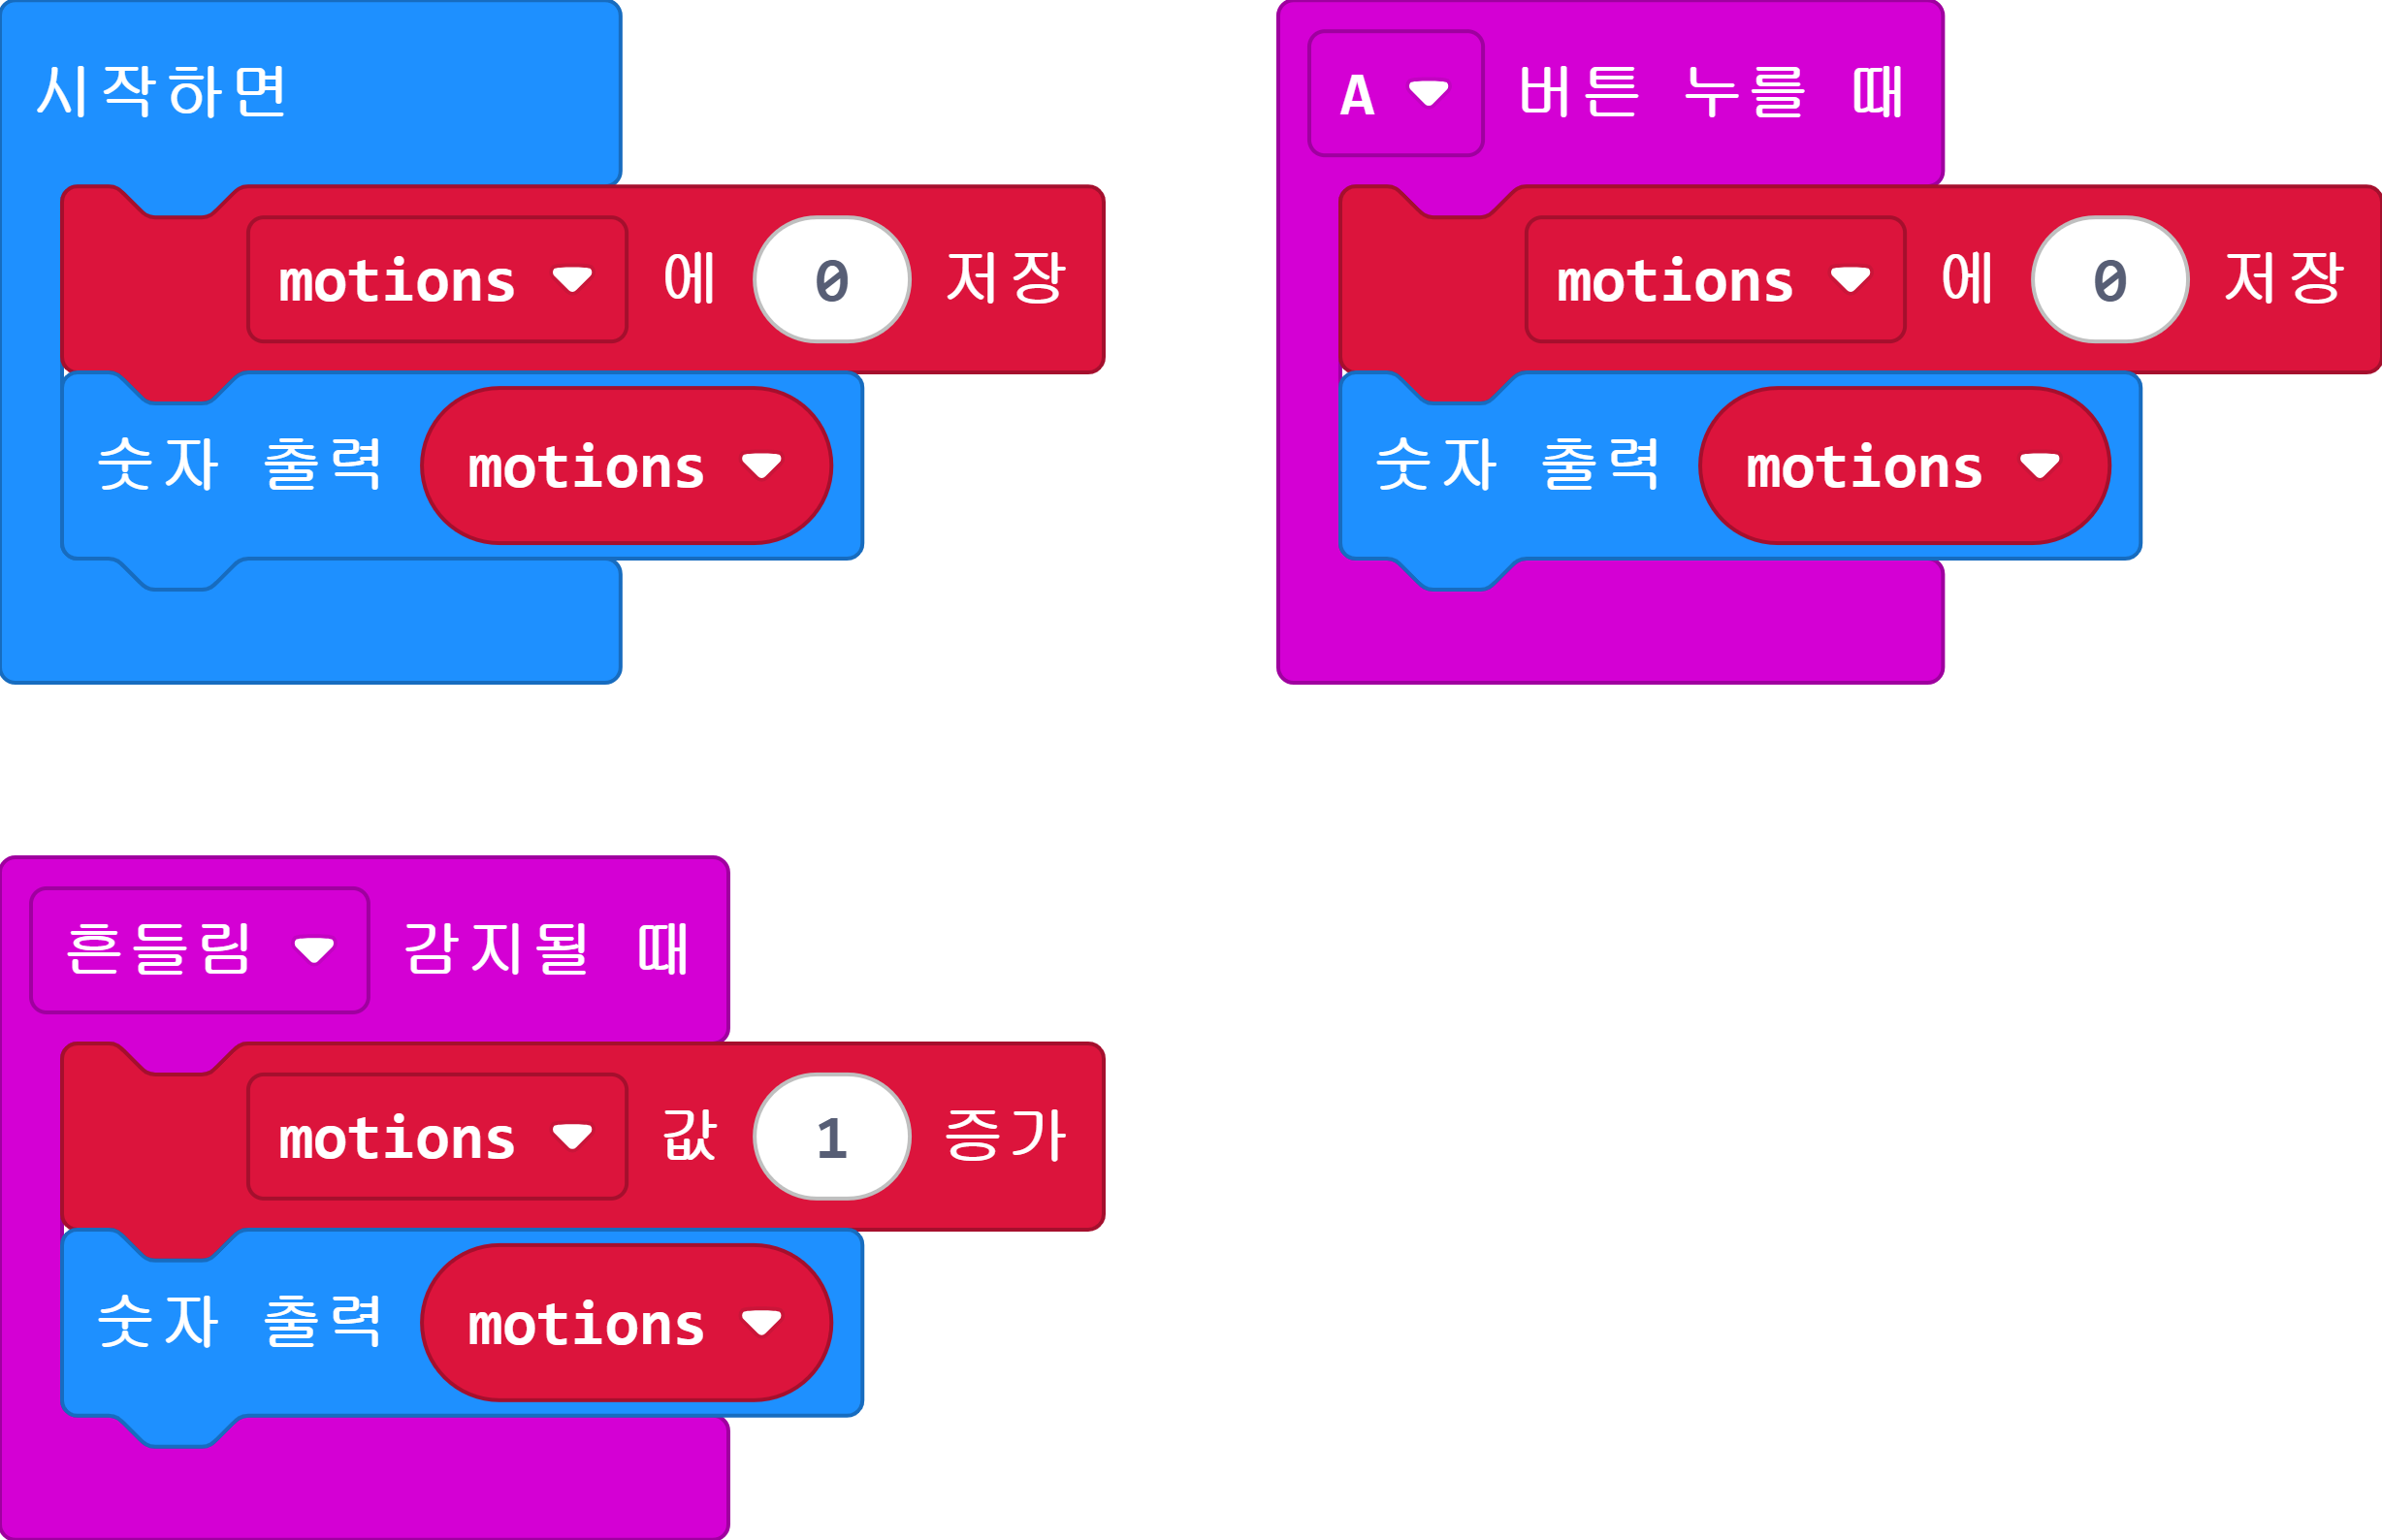 시작하면
motions 에 0 저장
숫자 출력 motions
A 버튼 누를 때
motions 에 0 저장
숫자 출력 motions
흔들림 감지될 때
motions 값 1 증가
숫자 출력 motions